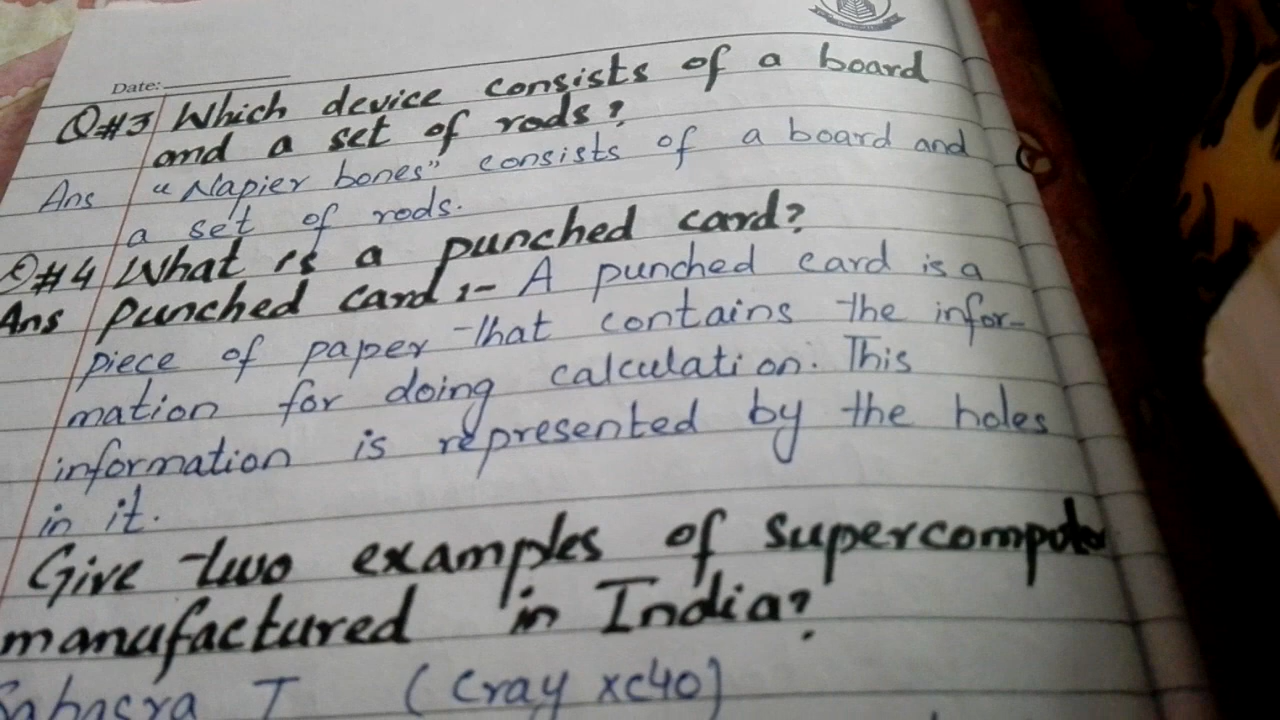 Date:
Q#3 Which device consists of a board
and a set of rods?
Ans "Napier bones" consists of a board and
a set of rods.
Q#4 What is a punched card?
Ans Punched Card :- A punched card is a
piece of paper that contains the infor-
mation for doing calculation. This
information is represented by the holes
in it.
Give two examples of Supercomputer
manufactured in India?
Sahasra T (Cray xc40)